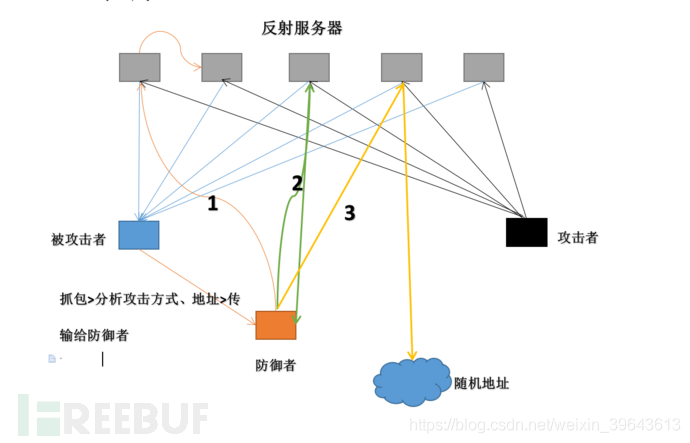 反射服务器
1
2
3
被攻击者
攻击者
抓包>分析攻击方式、地址>传
输给防御者
防御者
随机地址
FREEBUF
https://blog.csdn.net/weixin_39643613